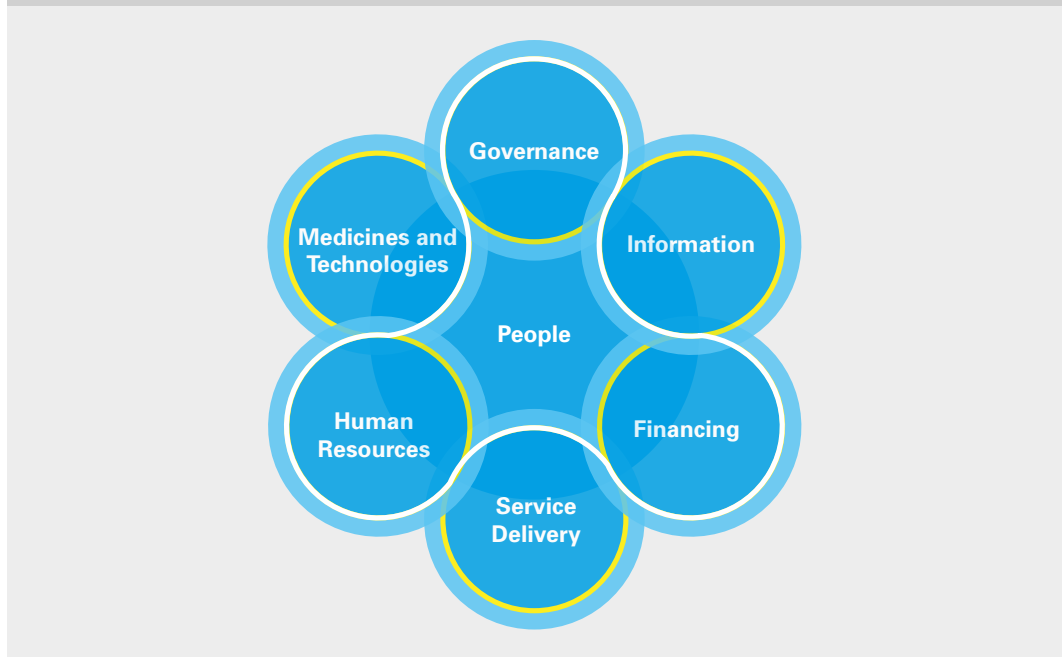 Governance
Medicines and
Technologies
Information
People
Human
Resources
Financing
Service
Delivery